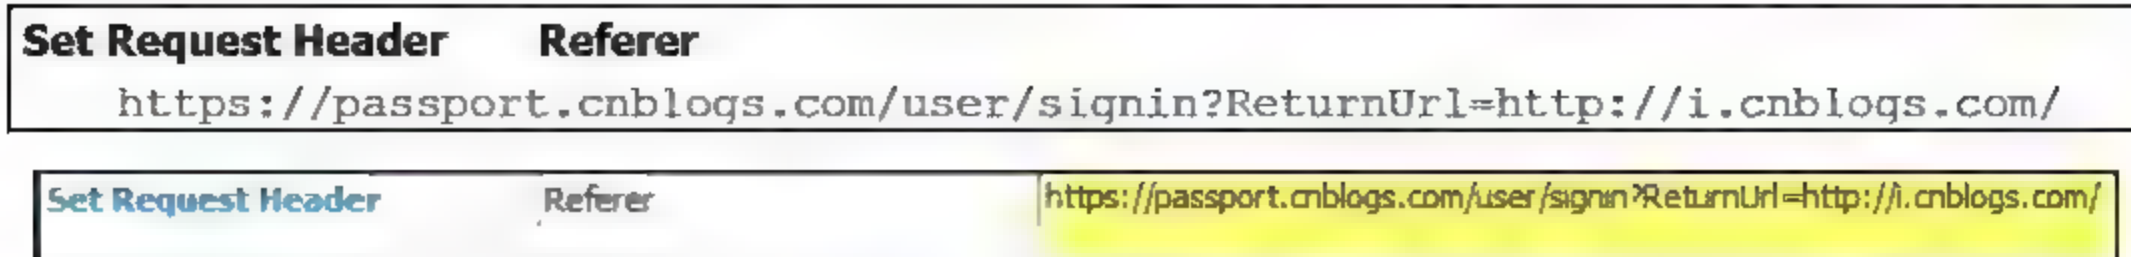 Set Request Header Referer
https://passport.cnblogs.com/user/signin?ReturnUrl=http://i.cnblogs.com/
Set Request Header Referer https://passport.cnblogs.com/user/signin?ReturnUrl=http://i.cnblogs.com/